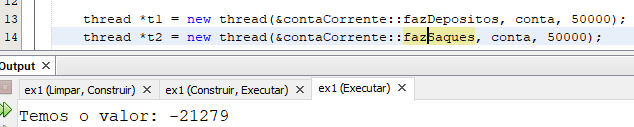 12
13 thread *t1 = new thread(&contaCorrente::fazDepositos, conta, 50000);
14 thread *t2 = new thread(&contaCorrente::fazSaques, conta, 50000);
Output ×
ex1 (Limpar, Construir) × ex1 (Construir, Executar) × ex1 (Executar) ×
Temos o valor: -21279